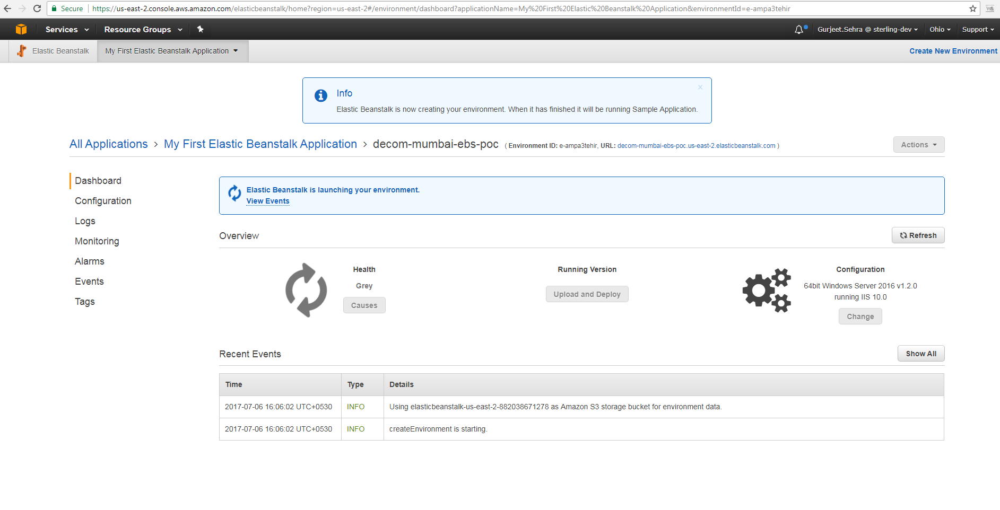 Secure https://us-east-2.console.aws.amazon.com/elasticbeanstalk/home?region=us-east-2#/environment/dashboard?applicationName=My%20First%20Elastic%20Beanstalk%20Application&environmentId=e-ampa3tehir
Services Resource Groups Gurjeet.Sehra @ sterling-dev Ohio Support
Elastic Beanstalk My First Elastic Beanstalk Application Create New Environment
Info
Elastic Beanstalk is now creating your environment. When it has finished it will be running Sample Application.
All Applications > My First Elastic Beanstalk Application > decom-mumbai-ebs-poc ( Environment ID: e-ampa3tehir, URL: decom-mumbai-ebs-poc.us-east-2.elasticbeanstalk.com ) Actions
Dashboard
Configuration
Logs
Monitoring
Alarms
Events
Tags
Elastic Beanstalk is launching your environment.
View Events
Overview Refresh
Health
Grey
Causes
Running Version
Upload and Deploy
Configuration
64bit Windows Server 2016 v1.2.0
running IIS 10.0
Change
Recent Events Show All
Time Type Details
2017-07-06 16:06:02 UTC+0530 INFO Using elasticbeanstalk-us-east-2-882038671278 as Amazon S3 storage bucket for environment data.
2017-07-06 16:06:02 UTC+0530 INFO createEnvironment is starting.